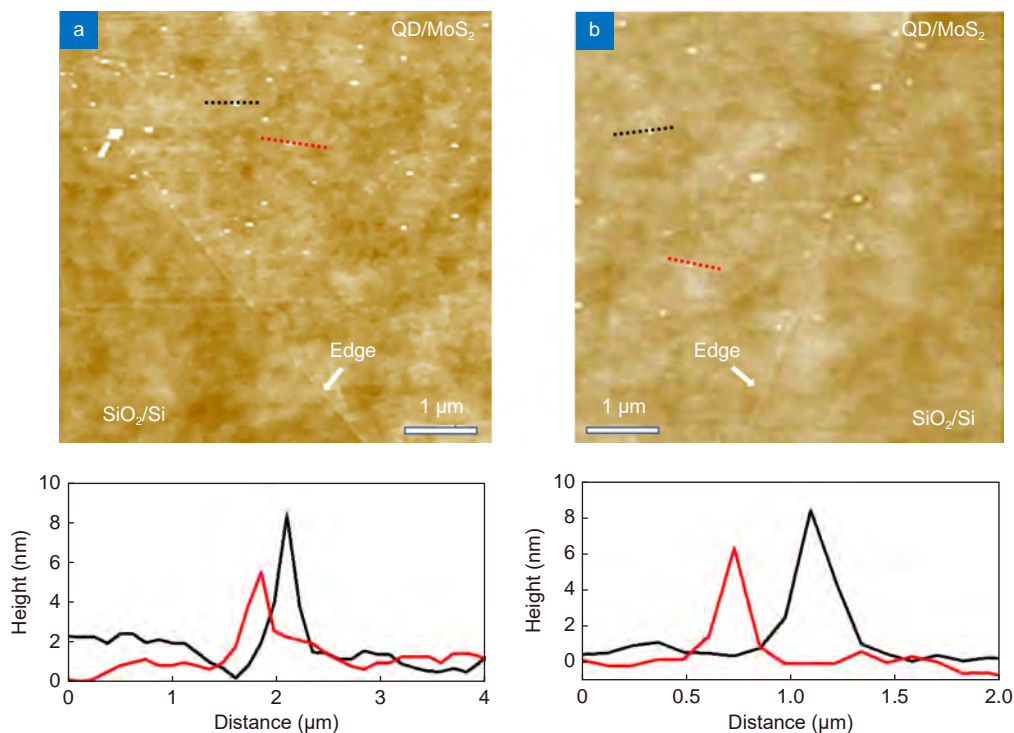 a
QD/MoS₂
Edge
SiO₂/Si
1 μm
b
QD/MoS₂
Edge
1 μm
SiO₂/Si
10
8
6
4
2
0
Height (nm)
0 1 2 3 4
Distance (μm)
10
8
6
4
2
0
Height (nm)
0 0.5 1.0 1.5 2.0
Distance (μm)